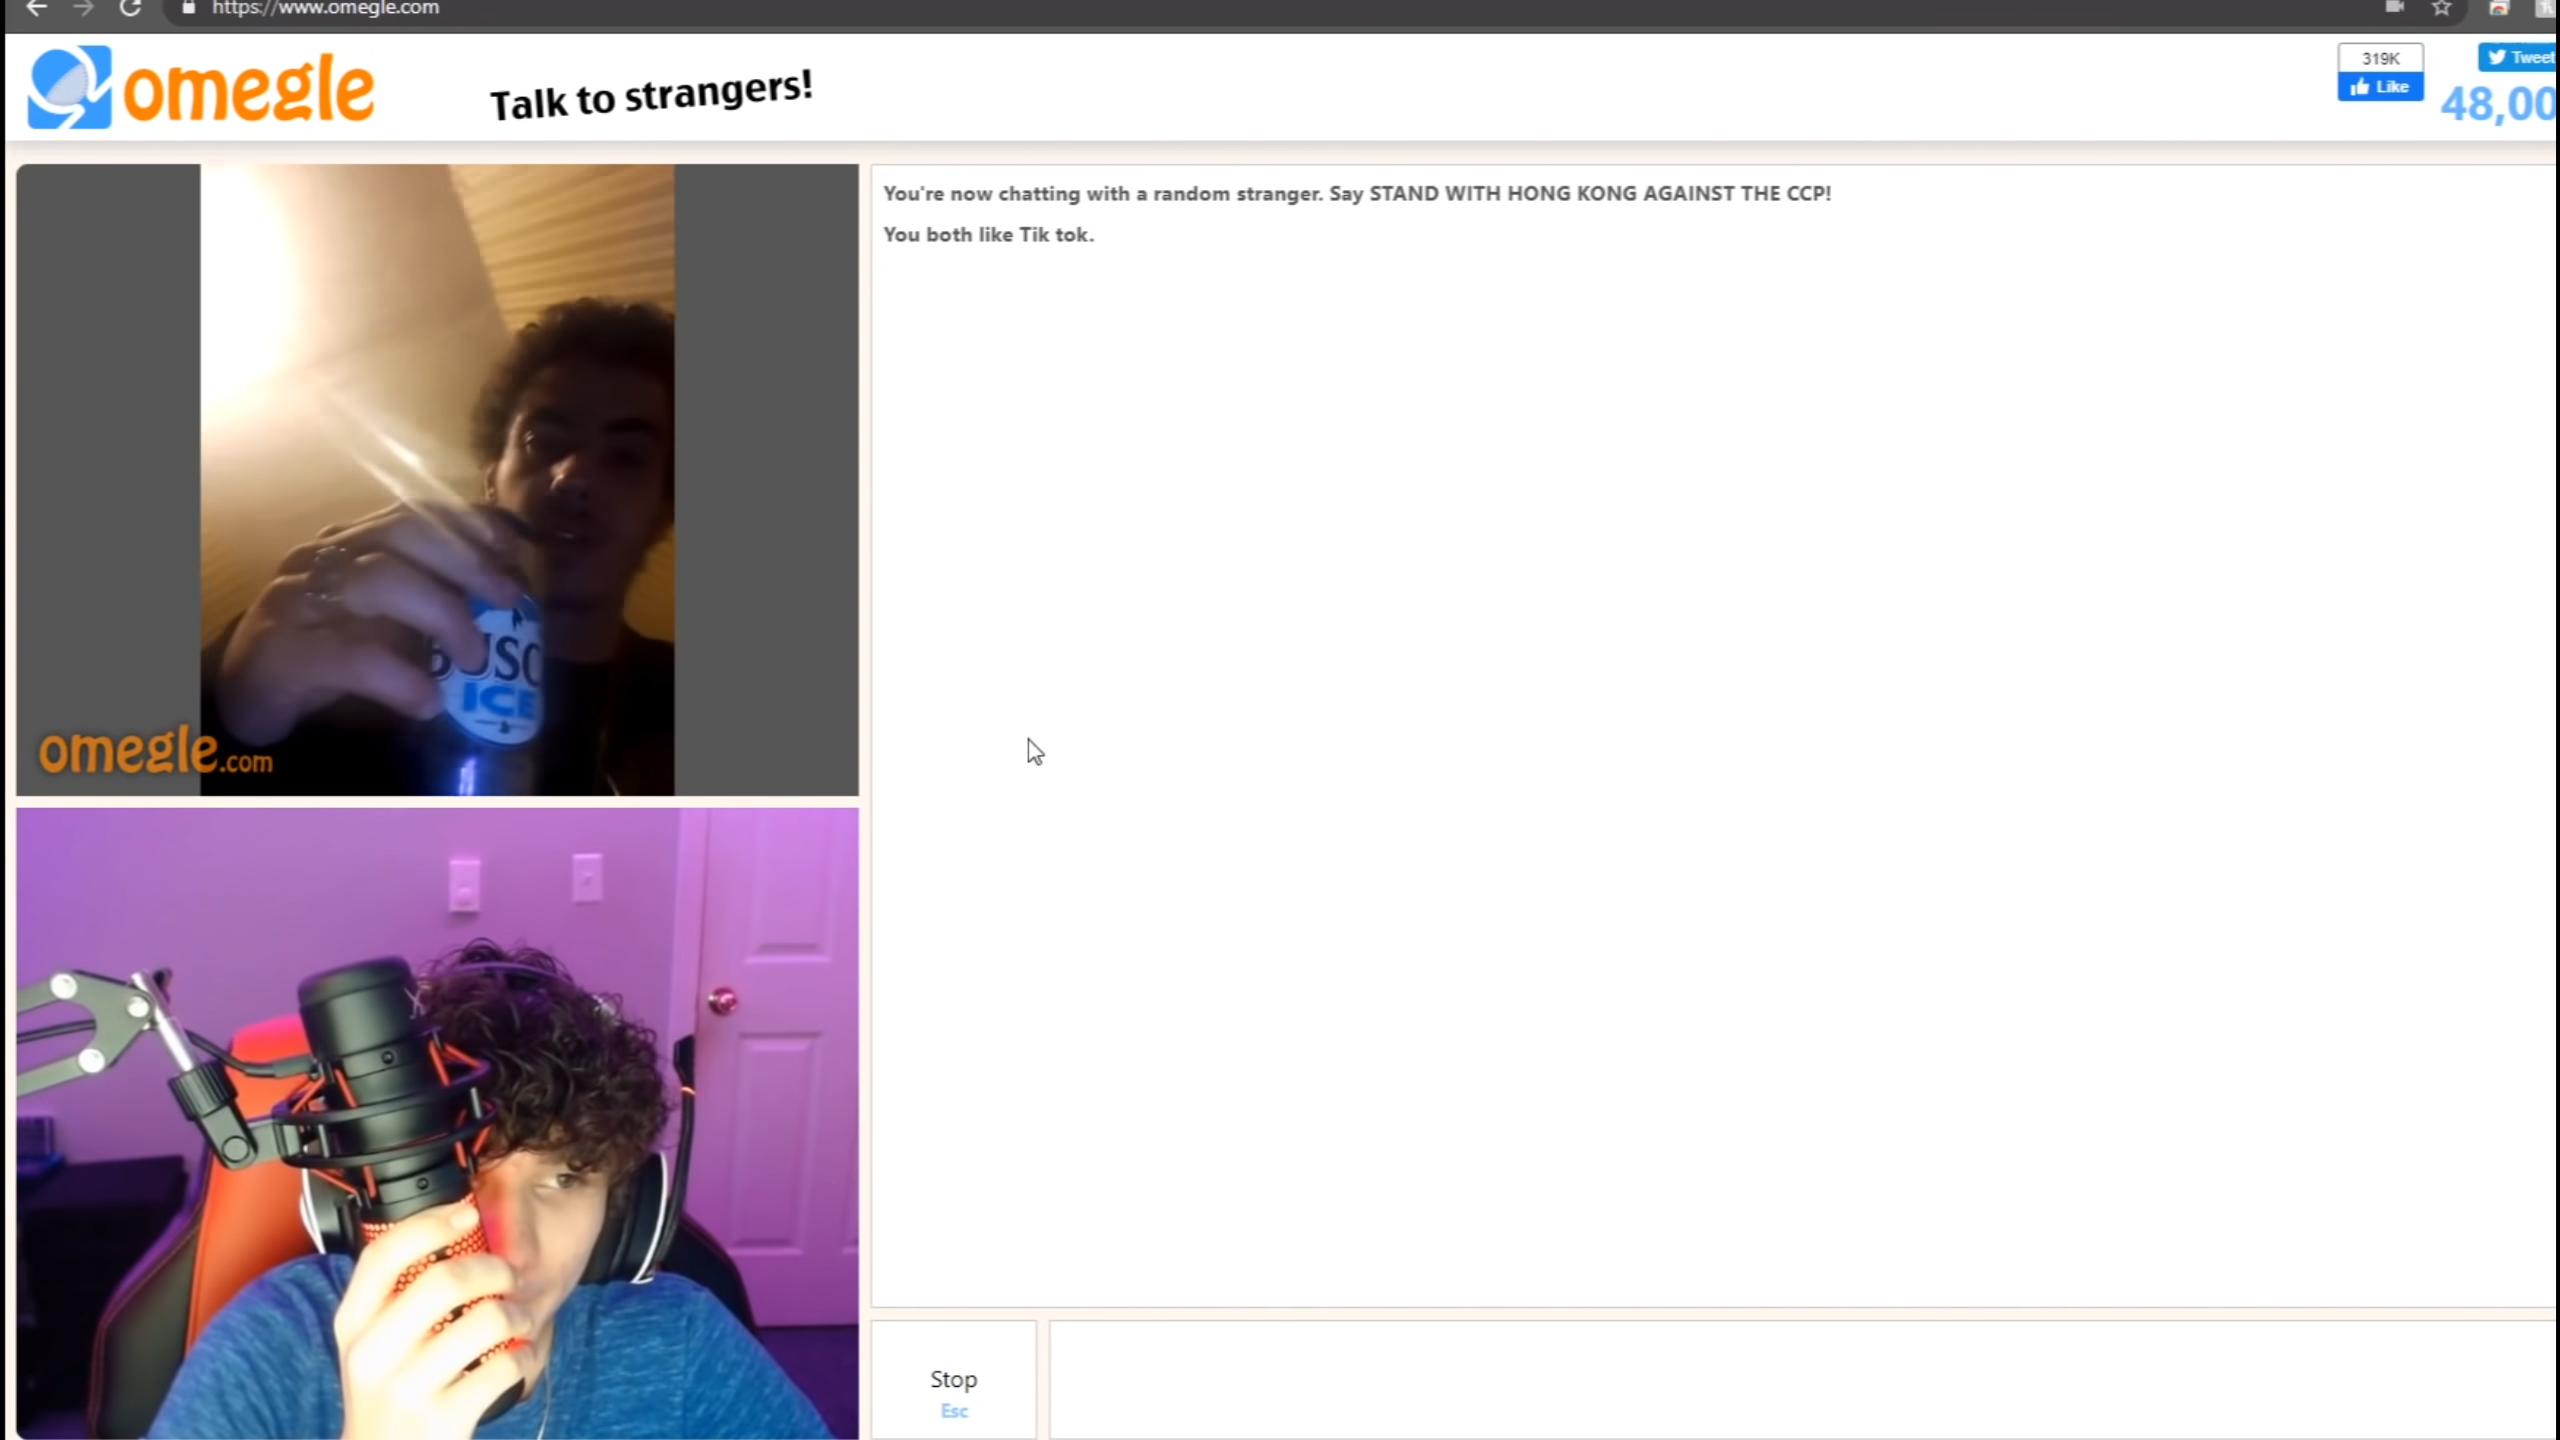 https://www.omegle.com
omegle
Talk to strangers!
319K
Like
Tweet
48,00
You're now chatting with a random stranger. Say STAND WITH HONG KONG AGAINST THE CCP!
You both like Tik tok.
BUSC
ICE
omegle.com
Stop
Esc